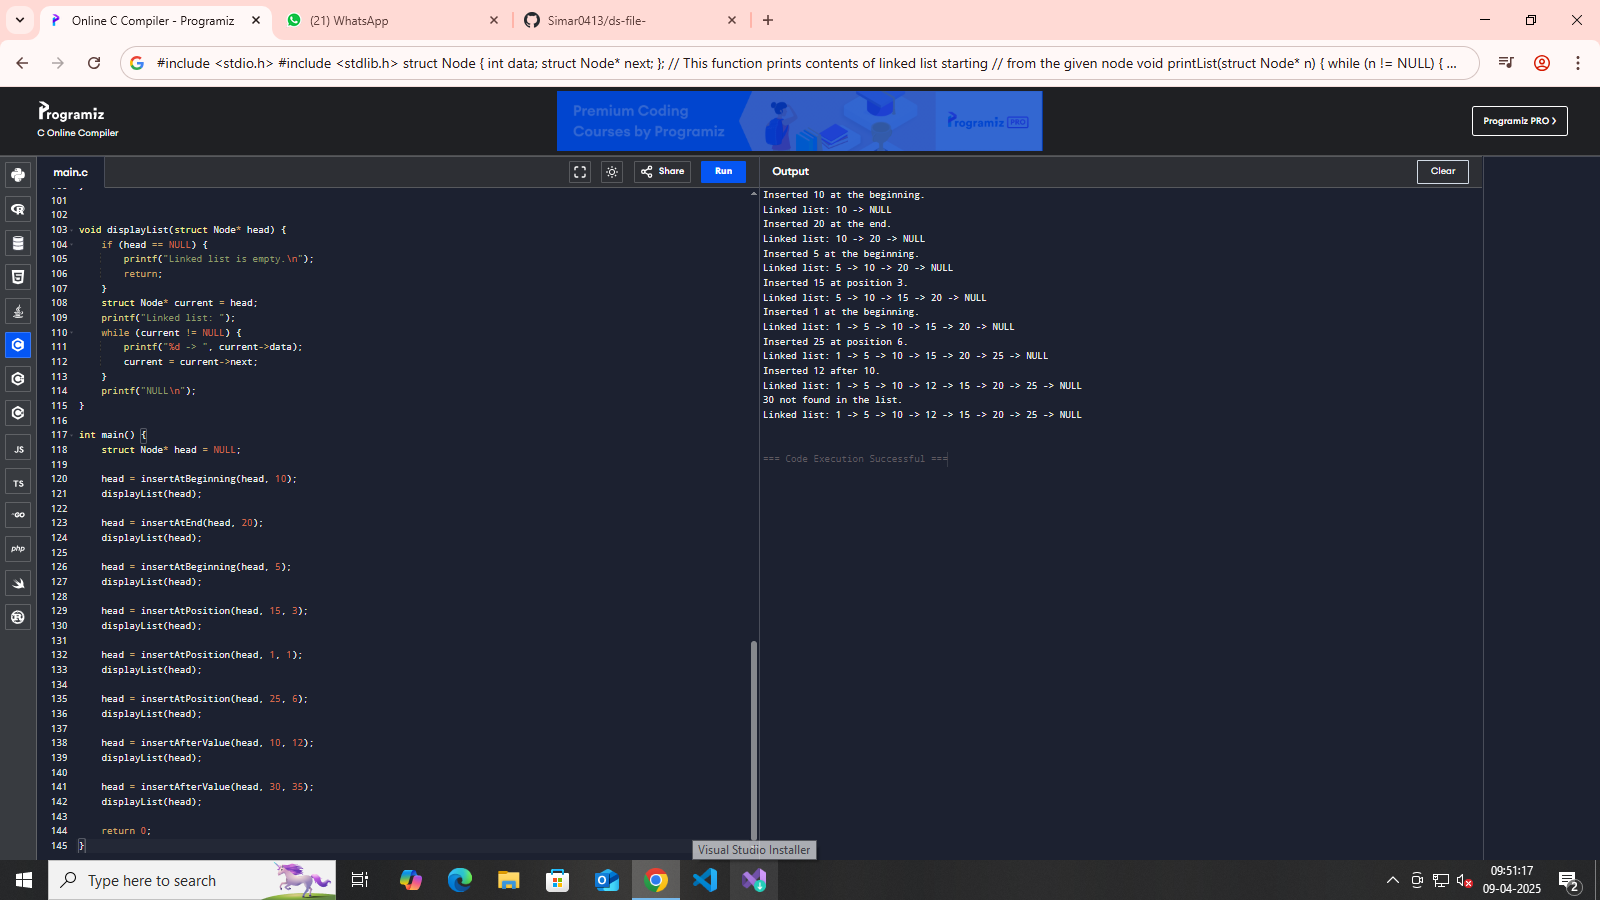 Online C Compiler - Programiz
(21) WhatsApp
Simar0413/ds-file-
#include <stdio.h> #include <stdlib.h> struct Node { int data; struct Node* next; }; // This function prints contents of linked list starting // from the given node void printList(struct Node* n) { while (n != NULL) { ...
Programiz
C Online Compiler
Premium Coding
Courses by Programiz
Programiz PRO
Programiz PRO >
main.c
Share
Run
Output
Clear
101
102
103 void displayList(struct Node* head) {
104 if (head == NULL) {
105 printf("Linked list is empty.\n");
106 return;
107 }
108 struct Node* current = head;
109 printf("Linked list: ");
110 while (current != NULL) {
111 printf("%d -> ", current->data);
112 current = current->next;
113 }
114 printf("NULL\n");
115 }
116
117 int main() {
118 struct Node* head = NULL;
119
120 head = insertAtBeginning(head, 10);
121 displayList(head);
122
123 head = insertAtEnd(head, 20);
124 displayList(head);
125
126 head = insertAtBeginning(head, 5);
127 displayList(head);
128
129 head = insertAtPosition(head, 15, 3);
130 displayList(head);
131
132 head = insertAtPosition(head, 1, 1);
133 displayList(head);
134
135 head = insertAtPosition(head, 25, 6);
136 displayList(head);
137
138 head = insertAfterValue(head, 10, 12);
139 displayList(head);
140
141 head = insertAfterValue(head, 30, 35);
142 displayList(head);
143
144 return 0;
145 }
Inserted 10 at the beginning.
Linked list: 10 -> NULL
Inserted 20 at the end.
Linked list: 10 -> 20 -> NULL
Inserted 5 at the beginning.
Linked list: 5 -> 10 -> 20 -> NULL
Inserted 15 at position 3.
Linked list: 5 -> 10 -> 15 -> 20 -> NULL
Inserted 1 at the beginning.
Linked list: 1 -> 5 -> 10 -> 15 -> 20 -> NULL
Inserted 25 at position 6.
Linked list: 1 -> 5 -> 10 -> 15 -> 20 -> 25 -> NULL
Inserted 12 after 10.
Linked list: 1 -> 5 -> 10 -> 12 -> 15 -> 20 -> 25 -> NULL
30 not found in the list.
Linked list: 1 -> 5 -> 10 -> 12 -> 15 -> 20 -> 25 -> NULL
=== Code Execution Successful ===
JS
TS
GO
php
Visual Studio Installer
Type here to search
09:51:17
09-04-2025
2